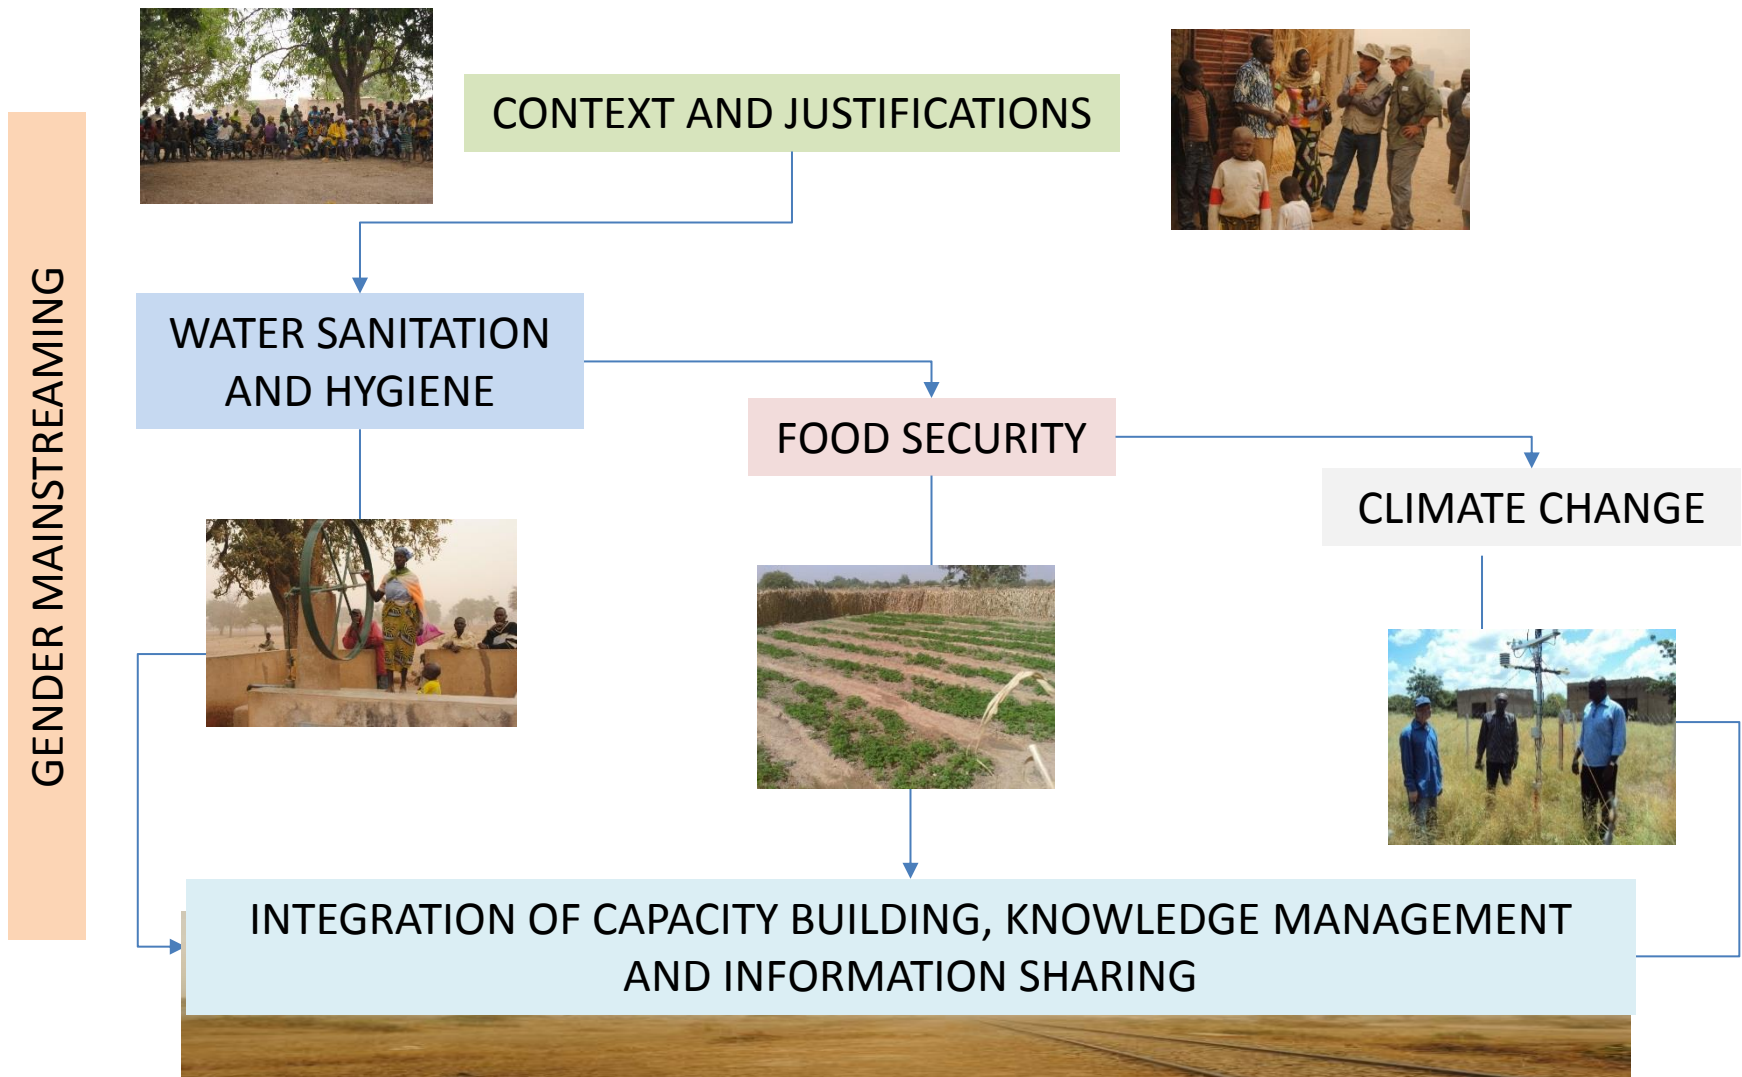 CONTEXT AND JUSTIFICATIONS
GENDER MAINSTREAMING
WATER SANITATION
AND HYGIENE
FOOD SECURITY
CLIMATE CHANGE
INTEGRATION OF CAPACITY BUILDING, KNOWLEDGE MANAGEMENT
AND INFORMATION SHARING